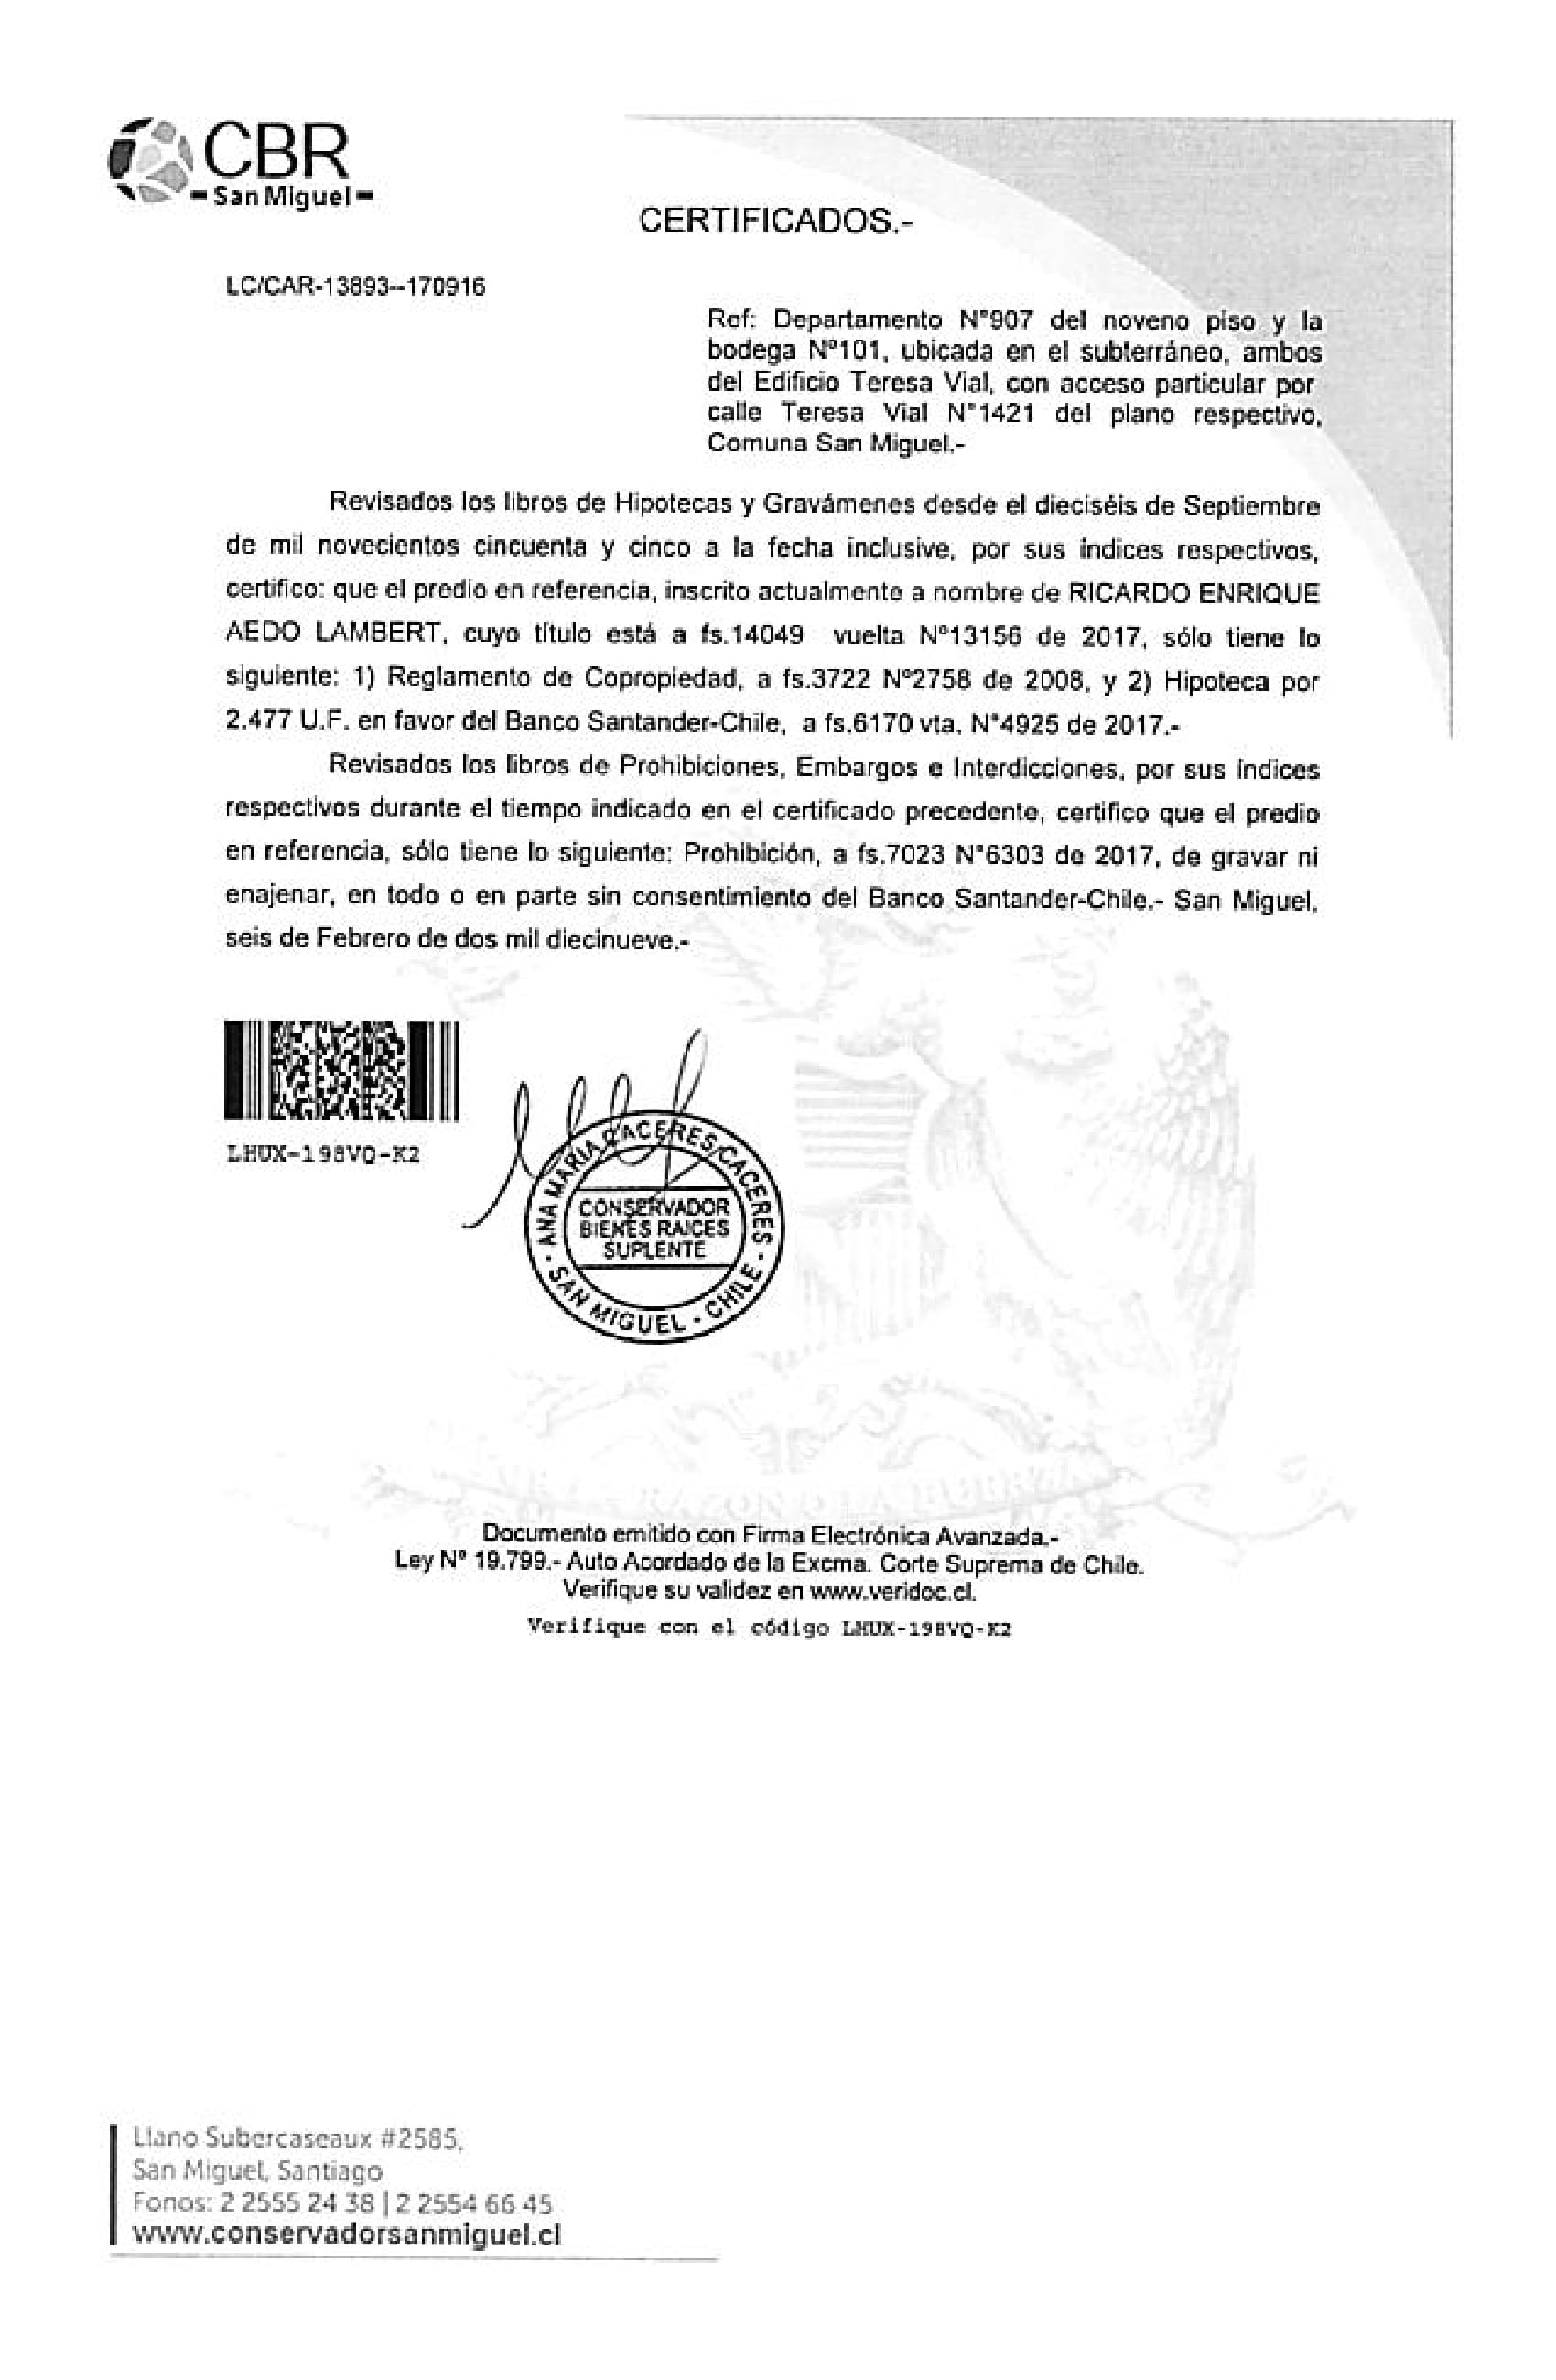 CBR
San Miguel
CERTIFICADOS.-
LC/CAR-13893--170916
Ref: Departamento N°907 del noveno piso y la
bodega Nº101, ubicada en el subterráneo, ambos
del Edificio Teresa Vial, con acceso particular por
calle Teresa Vial N°1421 del plano respectivo,
Comuna San Miguel.-
Revisados los libros de Hipotecas y Gravámenes desde el dieciséis de Septiembre
de mil novecientos cincuenta y cinco a la fecha inclusive, por sus índices respectivos,
certifico: que el predio en referencia, inscrito actualmente a nombre de RICARDO ENRIQUE
AEDO LAMBERT, cuyo título está a fs.14049 vuelta N°13156 de 2017, sólo tiene lo
siguiente: 1) Reglamento de Copropiedad, a fs.3722 Nº2758 de 2008, y 2) Hipoteca por
2.477 U.F. en favor del Banco Santander-Chile, a fs.6170 vta. N°4925 de 2017.-
Revisados los libros de Prohibiciones, Embargos e Interdicciones, por sus índices
respectivos durante el tiempo indicado en el certificado precedente, certifico que el predio
en referencia, sólo tiene lo siguiente: Prohibición, a fs.7023 N°6303 de 2017, de gravar ni
enajenar, en todo o en parte sin consentimiento del Banco Santander-Chile.- San Miguel,
seis de Febrero de dos mil diecinueve.-
LHUX-198VQ-K2
ANA MARIA CACERES CACERES
CONSERVADOR
BIENES RAICES
SUPLENTE
SAN MIGUEL - CHILE
Documento emitido con Firma Electrónica Avanzada.-
Ley Nº 19.799.- Auto Acordado de la Excma. Corte Suprema de Chile.
Verifique su validez en www.veridoc.cl.
Verifique con el código LHUX-198VQ-K2
Llano Subercaseaux #2585,
San Miguel, Santiago
Fonos: 2 2555 24 38 | 2 2554 66 45
www.conservadorsanmiguel.cl